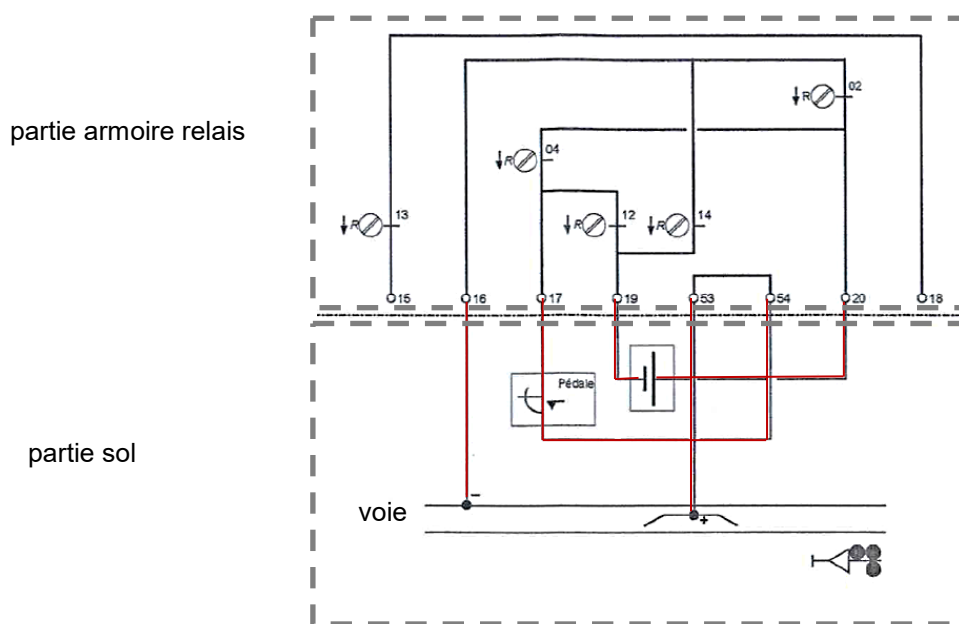 partie armoire relais
R 02
R 04
R 13
R 12
R 14
15 16 17 19 53 54 20 18
Pédale
partie sol
−
voie
+